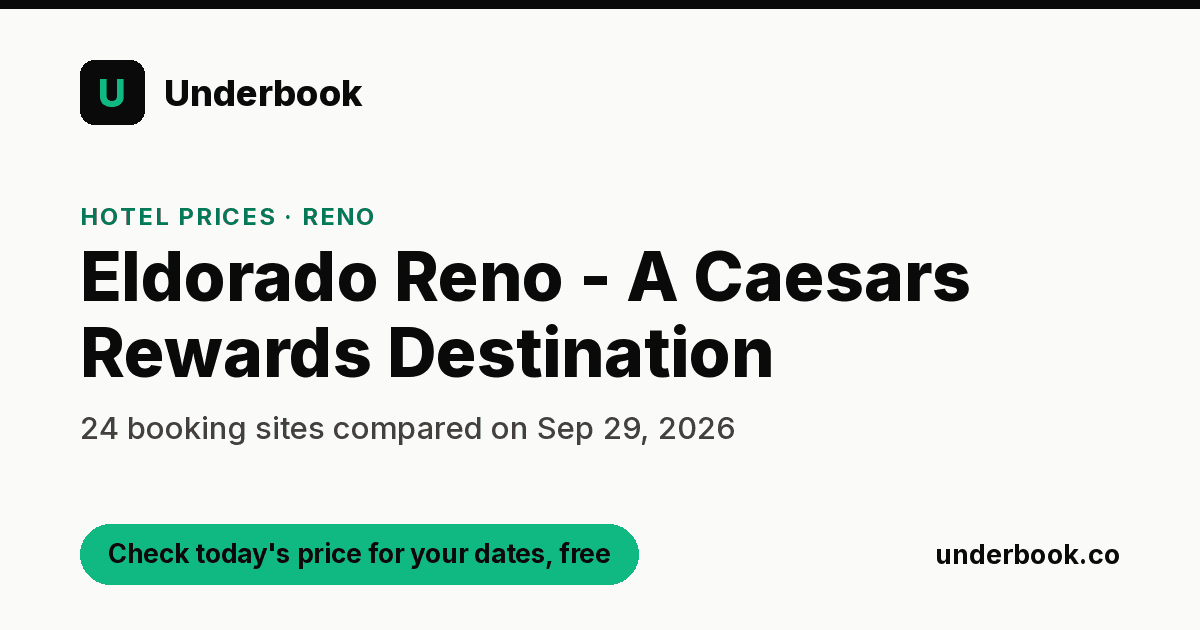 U Underbook
HOTEL PRICES · RENO
Eldorado Reno - A Caesars
Rewards Destination
24 booking sites compared on Sep 29, 2026
Check today's price for your dates, free
underbook.co